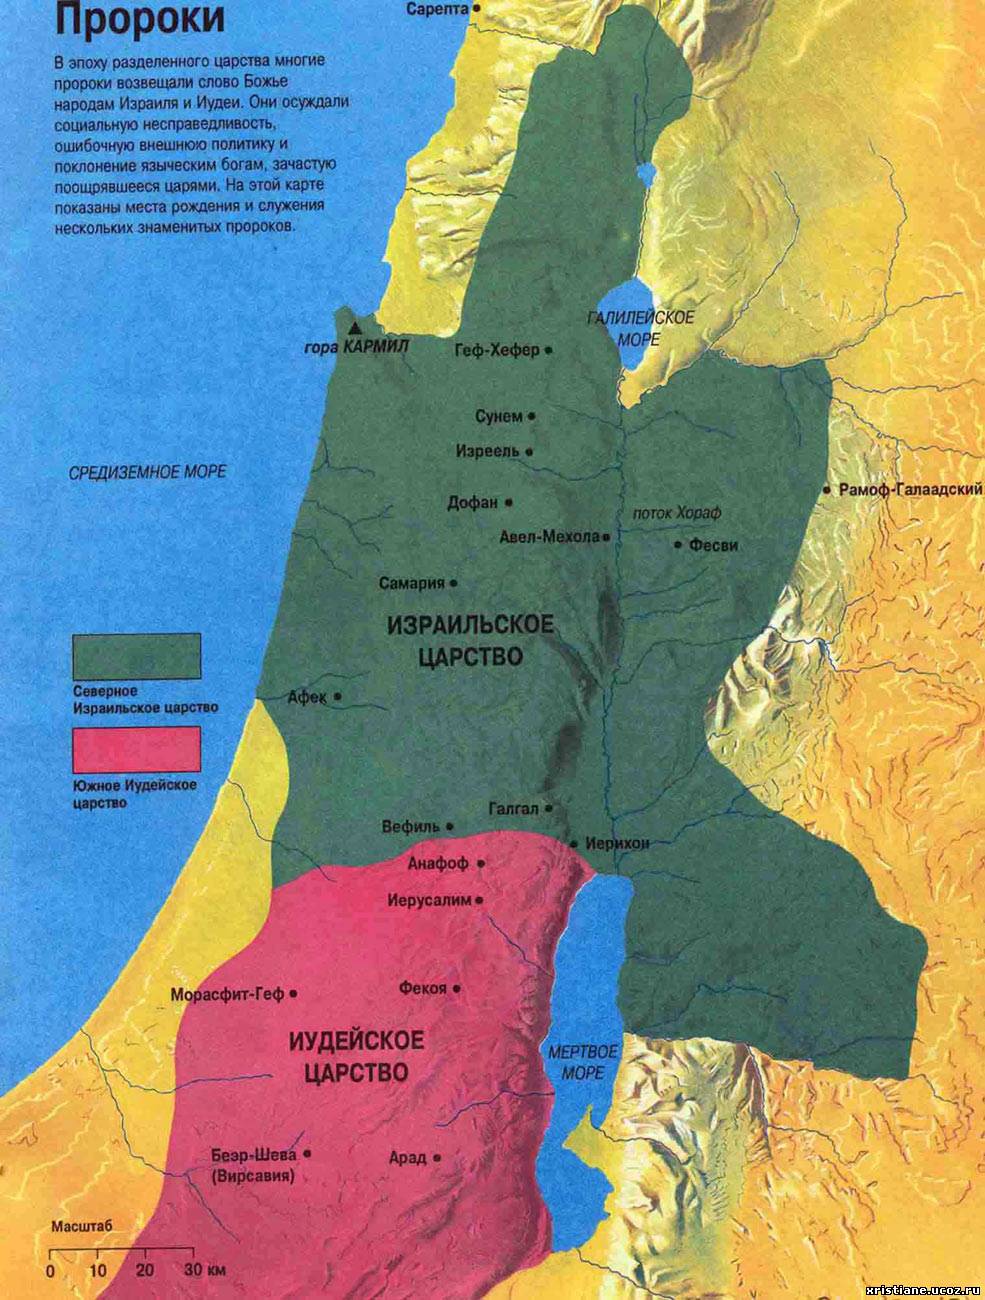 Пророки
В эпоху разделенного царства многие
пророки возвещали слово Божье
народам Израиля и Иудеи. Они осуждали
социальную несправедливость,
ошибочную внешнюю политику и
поклонение языческим богам, зачастую
поощрявшееся царями. На этой карте
показаны места рождения и служения
нескольких знаменитых пророков.
Сарепта
ГАЛИЛЕЙСКОЕ
МОРЕ
гора КАРМИЛ
Геф-Хефер
Сунем
Изреель
СРЕДИЗЕМНОЕ МОРЕ
Рамоф-Галаадский
Дофан
поток Хораф
Авел-Мехола
Фесви
Самария
ИЗРАИЛЬСКОЕ
ЦАРСТВО
Северное
Израильское царство
Афек
Южное Иудейское
царство
Галгал
Вефиль
Иерихон
Анафоф
Иерусалим
Морасфит-Геф
Фекоя
ИУДЕЙСКОЕ
ЦАРСТВО
МЕРТВОЕ
МОРЕ
Беэр-Шева
(Вирсавия)
Арад
Масштаб
0 10 20 30 км
xristiane.ucoz.ru